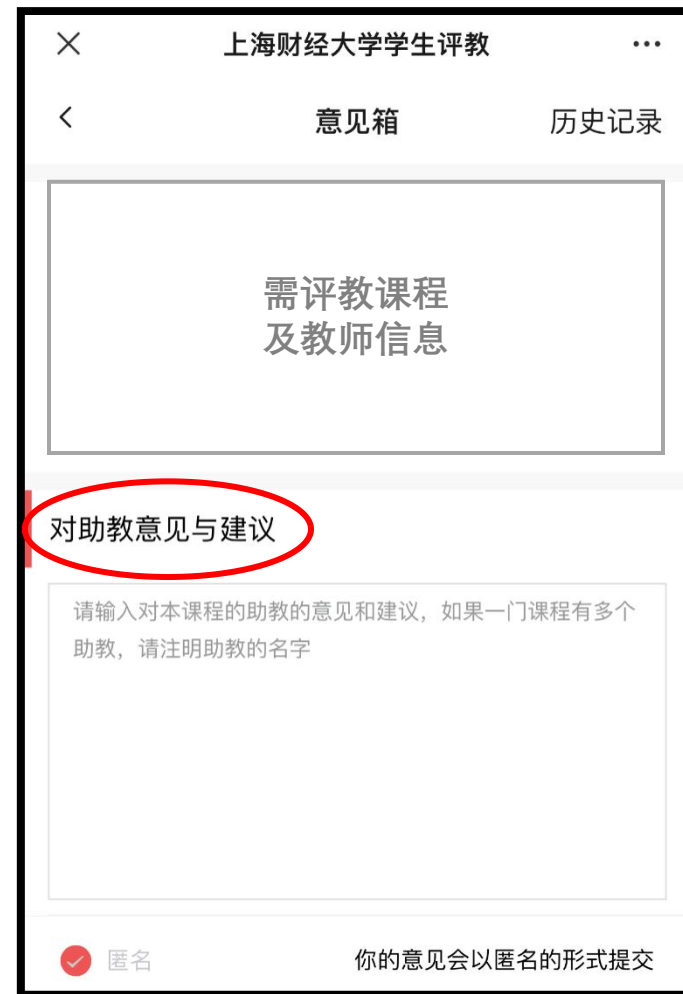 上海财经大学学生评教
意见箱
历史记录
需评教课程
及教师信息
对助教意见与建议
请输入对本课程的助教的意见和建议，如果一门课程有多个
助教，请注明助教的名字
匿名
你的意见会以匿名的形式提交